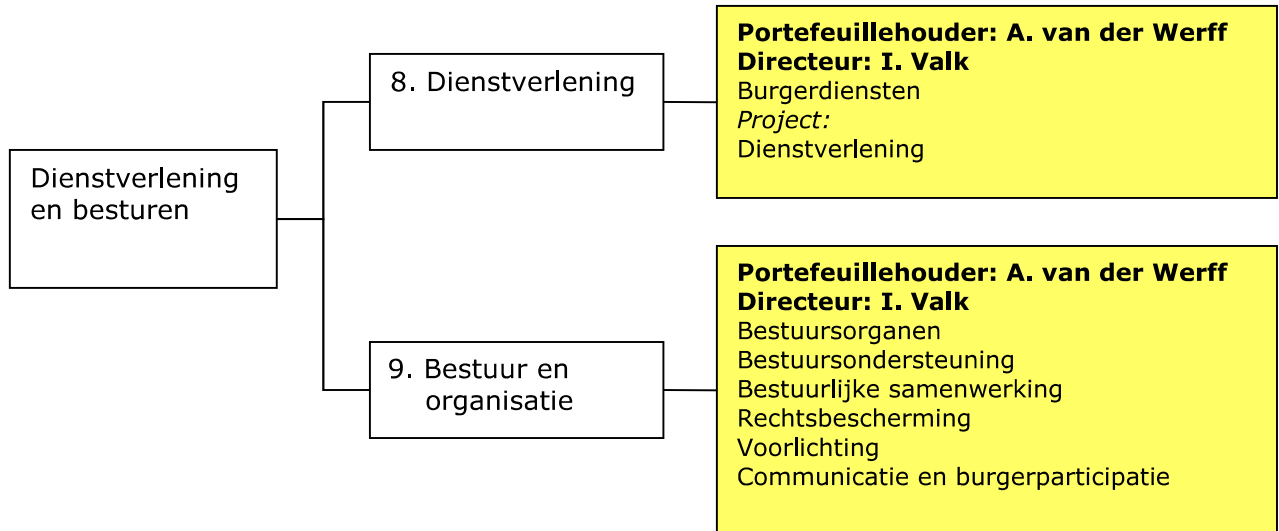 Dienstverlening
en besturen
8. Dienstverlening
Portefeuillehouder: A. van der Werff
Directeur: I. Valk
Burgerdiensten
Project:
Dienstverlening
9. Bestuur en
organisatie
Portefeuillehouder: A. van der Werff
Directeur: I. Valk
Bestuursorganen
Bestuursondersteuning
Bestuurlijke samenwerking
Rechtsbescherming
Voorlichting
Communicatie en burgerparticipatie